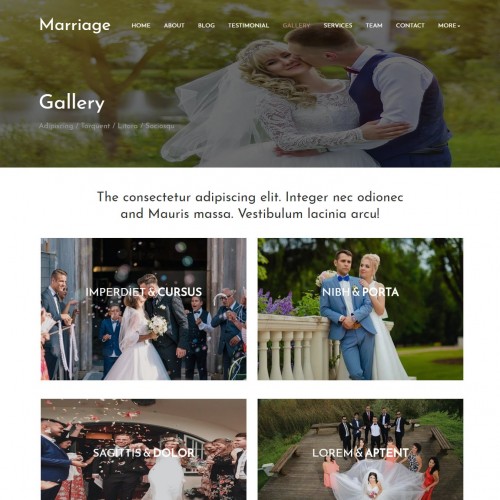 Marriage
HOME ABOUT BLOG TESTIMONIAL GALLERY SERVICES TEAM CONTACT MORE
Gallery
Adipiscing / Torquent / Litora / Sociosqu
The consectetur adipiscing elit. Integer nec odionec
and Mauris massa. Vestibulum lacinia arcu!
IMPERDIET & CURSUS
NIBH & PORTA
SAGITTIS & DOLOR
LOREM & APTENT